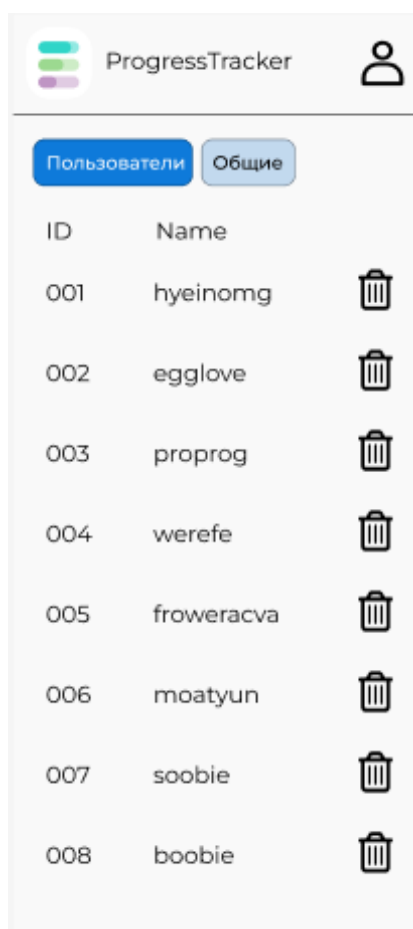 ProgressTracker
Пользователи Общие
ID Name
001 hyeinomg
002 egglove
003 proprog
004 werefe
005 froweracva
006 moatyun
007 soobie
008 boobie